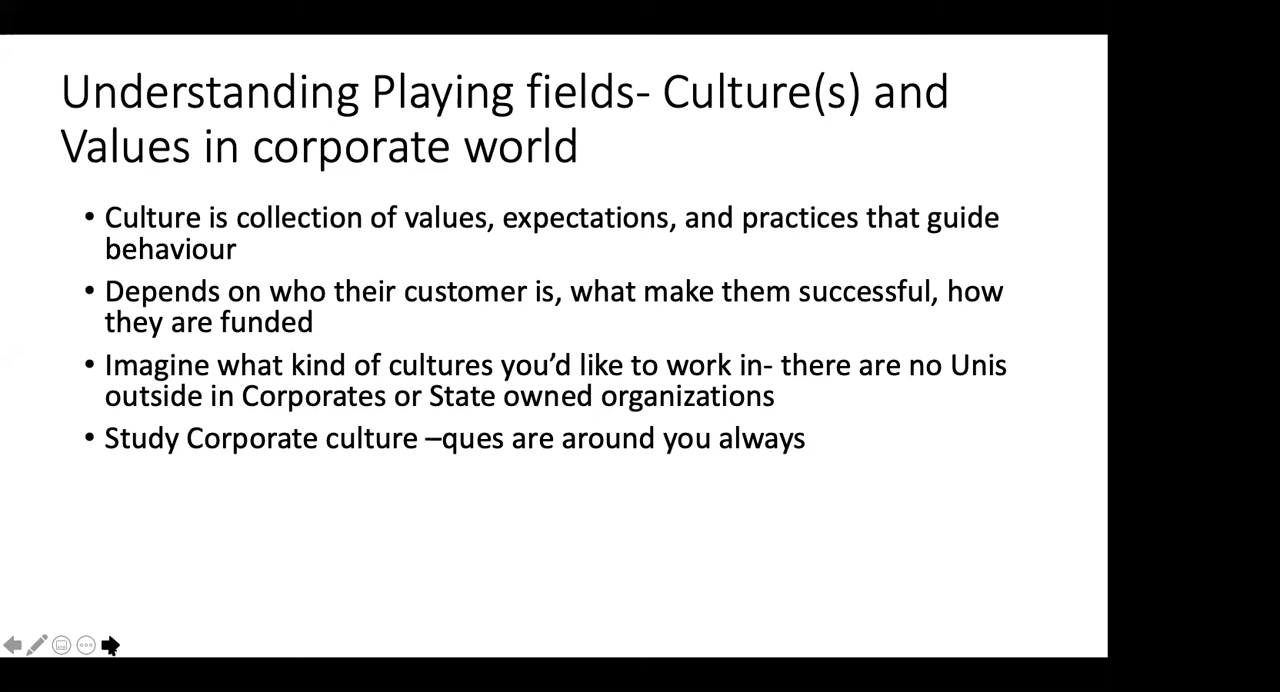 Understanding Playing fields- Culture(s) and
Values in corporate world
• Culture is collection of values, expectations, and practices that guide
behaviour
• Depends on who their customer is, what make them successful, how
they are funded
• Imagine what kind of cultures you’d like to work in- there are no Unis
outside in Corporates or State owned organizations
• Study Corporate culture –ques are around you always